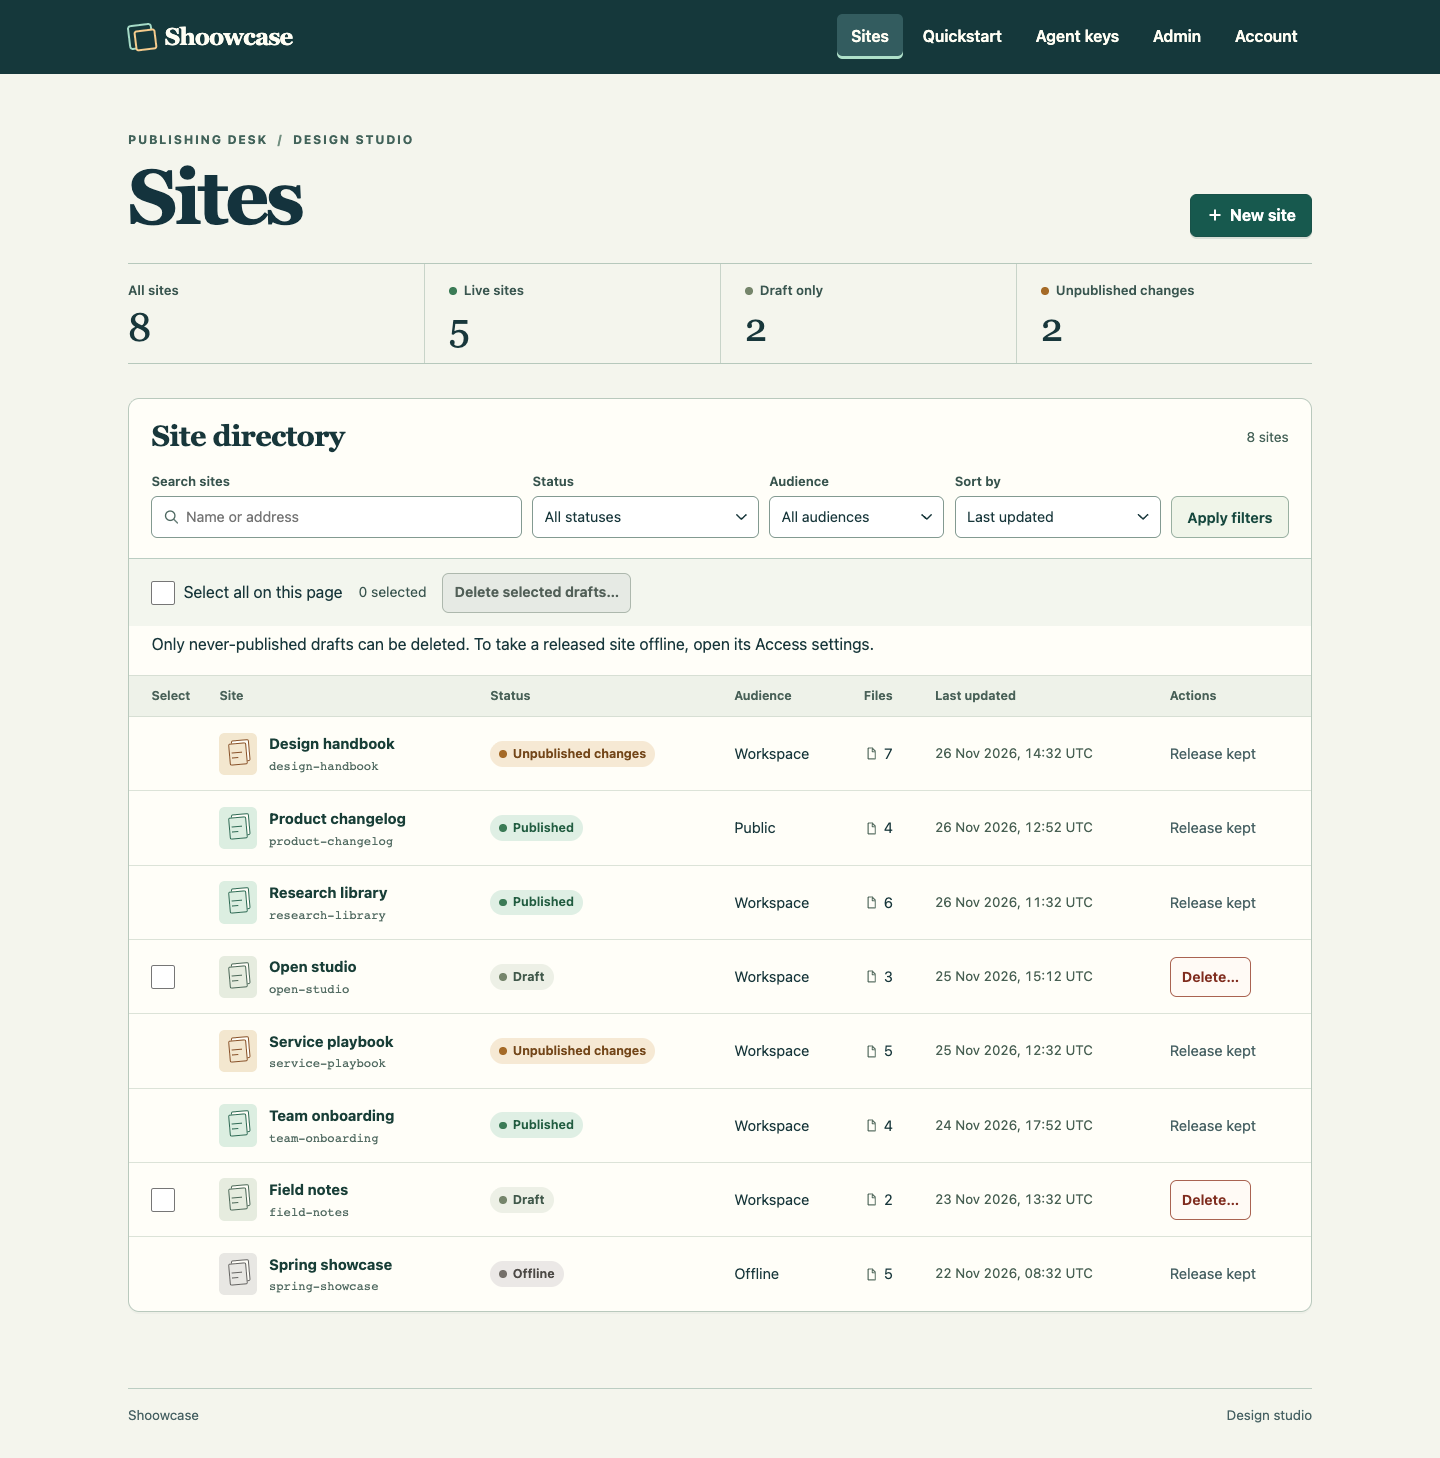 Shoowcase
Sites Quickstart Agent keys Admin Account
PUBLISHING DESK / DESIGN STUDIO
Sites
+ New site
All sites Live sites Draft only Unpublished changes
8 5 2 2
Site directory 8 sites
Search sites Status Audience Sort by
Name or address All statuses All audiences Last updated Apply filters
Select all on this page 0 selected Delete selected drafts...
Only never-published drafts can be deleted. To take a released site offline, open its Access settings.
Select Site Status Audience Files Last updated Actions
Design handbook
design-handbook
Unpublished changes Workspace 7 26 Nov 2026, 14:32 UTC Release kept
Product changelog
product-changelog
Published Public 4 26 Nov 2026, 12:52 UTC Release kept
Research library
research-library
Published Workspace 6 26 Nov 2026, 11:32 UTC Release kept
Open studio
open-studio
Draft Workspace 3 25 Nov 2026, 15:12 UTC Delete...
Service playbook
service-playbook
Unpublished changes Workspace 5 25 Nov 2026, 12:32 UTC Release kept
Team onboarding
team-onboarding
Published Workspace 4 24 Nov 2026, 17:52 UTC Release kept
Field notes
field-notes
Draft Workspace 2 23 Nov 2026, 13:32 UTC Delete...
Spring showcase
spring-showcase
Offline Offline 5 22 Nov 2026, 08:32 UTC Release kept
Shoowcase Design studio